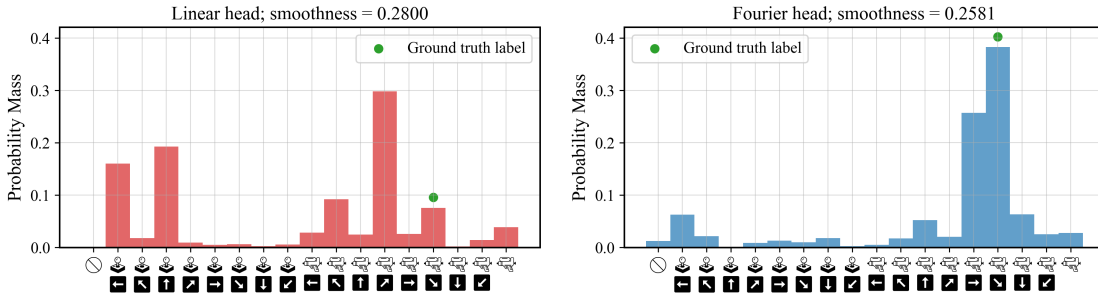 Linear head; smoothness = 0.2800
Probability Mass
0.4
0.3
0.2
0.1
0.0
Ground truth label
Fourier head; smoothness = 0.2581
Probability Mass
0.4
0.3
0.2
0.1
0.0
Ground truth label